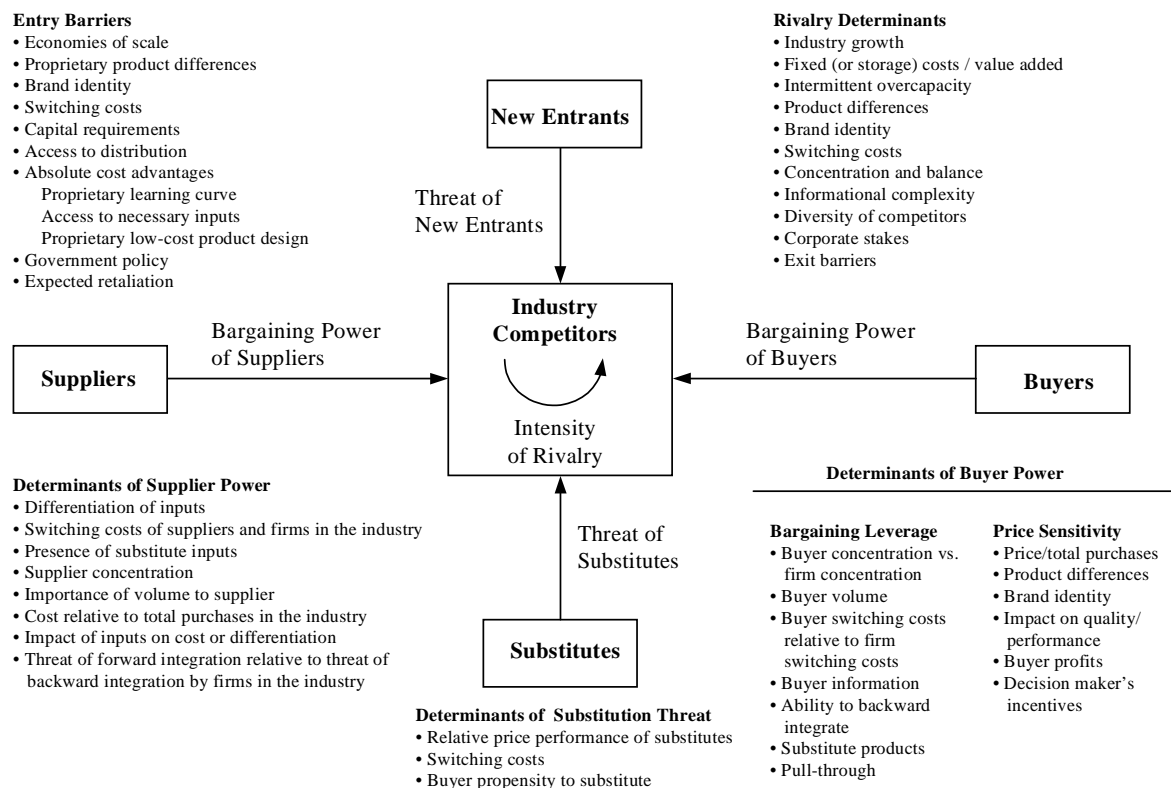 Entry Barriers
• Economies of scale
• Proprietary product differences
• Brand identity
• Switching costs
• Capital requirements
• Access to distribution
• Absolute cost advantages
Proprietary learning curve
Access to necessary inputs
Proprietary low-cost product design
• Government policy
• Expected retaliation
New Entrants
Threat of
New Entrants
Rivalry Determinants
• Industry growth
• Fixed (or storage) costs / value added
• Intermittent overcapacity
• Product differences
• Brand identity
• Switching costs
• Concentration and balance
• Informational complexity
• Diversity of competitors
• Corporate stakes
• Exit barriers
Suppliers
Bargaining Power
of Suppliers
Industry
Competitors
Intensity
of Rivalry
Bargaining Power
of Buyers
Buyers
Determinants of Supplier Power
• Differentiation of inputs
• Switching costs of suppliers and firms in the industry
• Presence of substitute inputs
• Supplier concentration
• Importance of volume to supplier
• Cost relative to total purchases in the industry
• Impact of inputs on cost or differentiation
• Threat of forward integration relative to threat of
backward integration by firms in the industry
Threat of
Substitutes
Substitutes
Determinants of Substitution Threat
• Relative price performance of substitutes
• Switching costs
• Buyer propensity to substitute
Determinants of Buyer Power
Bargaining Leverage
• Buyer concentration vs.
firm concentration
• Buyer volume
• Buyer switching costs
relative to firm
switching costs
• Buyer information
• Ability to backward
integrate
• Substitute products
• Pull-through
Price Sensitivity
• Price/total purchases
• Product differences
• Brand identity
• Impact on quality/
performance
• Buyer profits
• Decision maker's
incentives